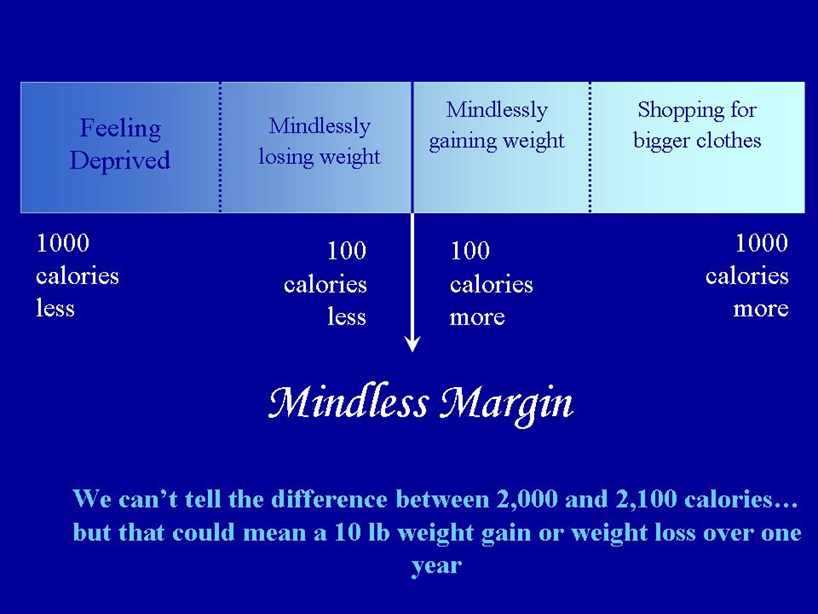 Feeling
Deprived
Mindlessly
losing weight
Mindlessly
gaining weight
Shopping for
bigger clothes
1000
calories
less
100
calories
less
100
calories
more
1000
calories
more
Mindless Margin
We can’t tell the difference between 2,000 and 2,100 calories…
but that could mean a 10 lb weight gain or weight loss over one
year